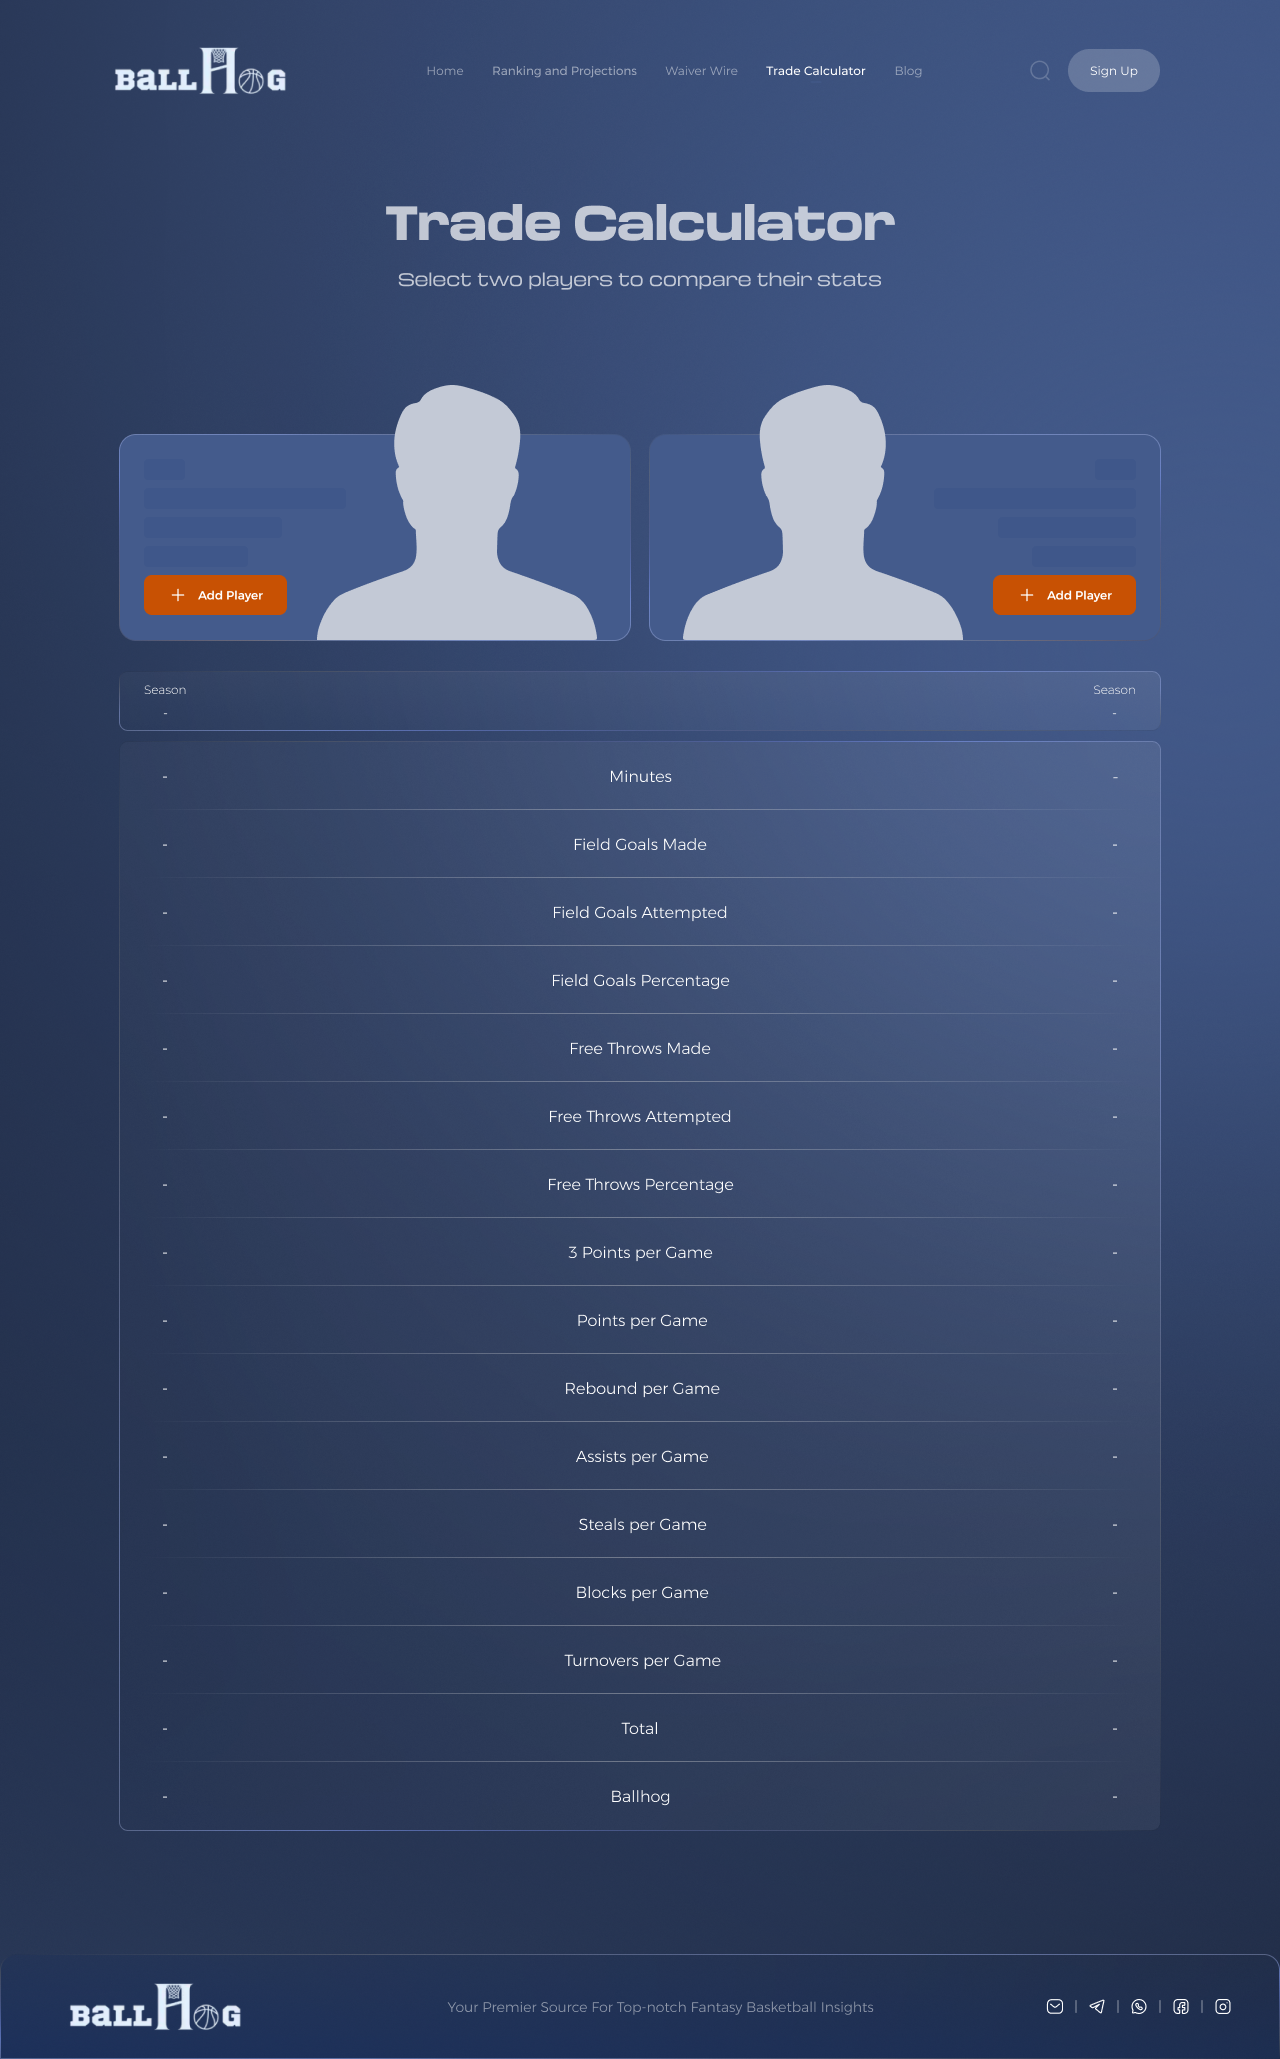 BALL HOG
Home Ranking and Projections Waiver Wire Trade Calculator Blog Sign Up
Trade Calculator
Select two players to compare their stats
Add Player Add Player
Season Season
- -
- Minutes -
- Field Goals Made -
- Field Goals Attempted -
- Field Goals Percentage -
- Free Throws Made -
- Free Throws Attempted -
- Free Throws Percentage -
- 3 Points per Game -
- Points per Game -
- Rebound per Game -
- Assists per Game -
- Steals per Game -
- Blocks per Game -
- Turnovers per Game -
- Total -
- Ballhog -
BALL HOG Your Premier Source For Top-notch Fantasy Basketball Insights